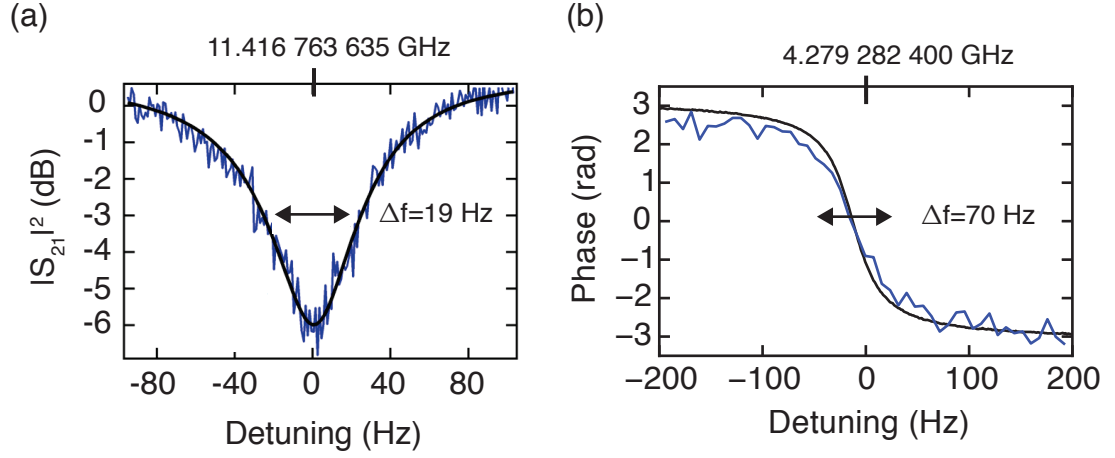 (a)
11.416 763 635 GHz
0
-1
-2
-3
-4
-5
-6
|S21|² (dB)
Δf=19 Hz
-80 -40 0 40 80
Detuning (Hz)
(b)
4.279 282 400 GHz
3
2
1
0
−1
−2
−3
Phase (rad)
Δf=70 Hz
−200 −100 0 100 200
Detuning (Hz)